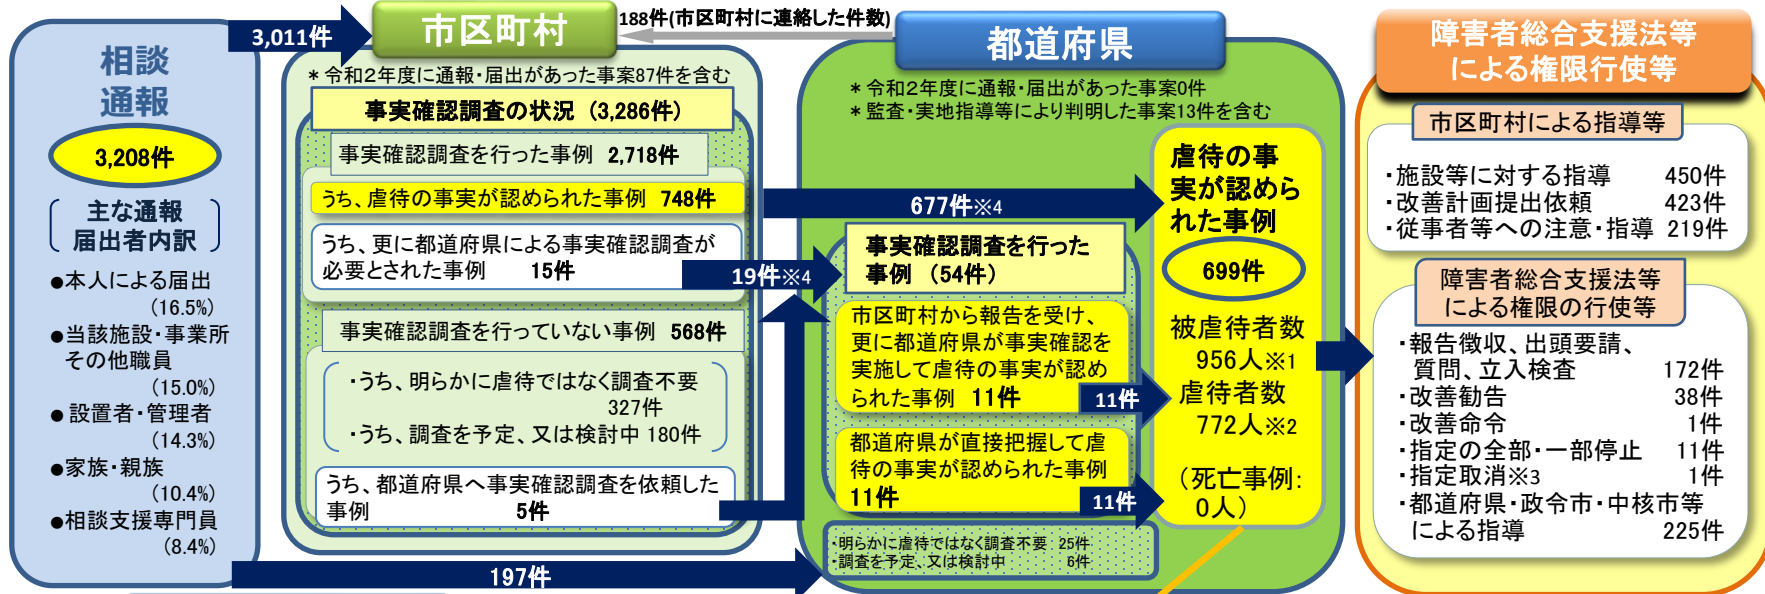 相談
通報
3,208件
主な通報
届出者内訳
●本人による届出
(16.5%)
●当該施設・事業所
その他職員
(15.0%)
●設置者・管理者
(14.3%)
●家族・親族
(10.4%)
●相談支援専門員
(8.4%)
3,011件
197件
市区町村
188件(市区町村に連絡した件数)
＊令和2年度に通報・届出があった事案87件を含む
事実確認調査の状況 (3,286件)
事実確認調査を行った事例 2,718件
うち、虐待の事実が認められた事例 748件
うち、更に都道府県による事実確認調査が
必要とされた事例 15件
事実確認調査を行っていない事例 568件
・うち、明らかに虐待ではなく調査不要
327件
・うち、調査を予定、又は検討中 180件
うち、都道府県へ事実確認調査を依頼した
事例 5件
677件※4
19件※4
都道府県
＊令和2年度に通報・届出があった事案0件
＊監査・実地指導等により判明した事案13件を含む
事実確認調査を行った
事例 (54件)
市区町村から報告を受け、
更に都道府県が事実確認を
実施して虐待の事実が認め
られた事例 11件
11件
都道府県が直接把握して虐
待の事実が認められた事例
11件
11件
・明らかに虐待ではなく調査不要 25件
・調査を予定、又は検討中 6件
虐待の事
実が認めら
れた事例
699件
被虐待者数
956人※1
虐待者数
772人※2
(死亡事例:
0人)
障害者総合支援法等
による権限行使等
市区町村による指導等
・施設等に対する指導 450件
・改善計画提出依頼 423件
・従事者等への注意・指導 219件
障害者総合支援法等
による権限の行使等
・報告徴収、出頭要請、
質問、立入検査 172件
・改善勧告 38件
・改善命令 1件
・指定の全部・一部停止 11件
・指定取消※3 1件
・都道府県・政令市・中核市等
による指導 225件